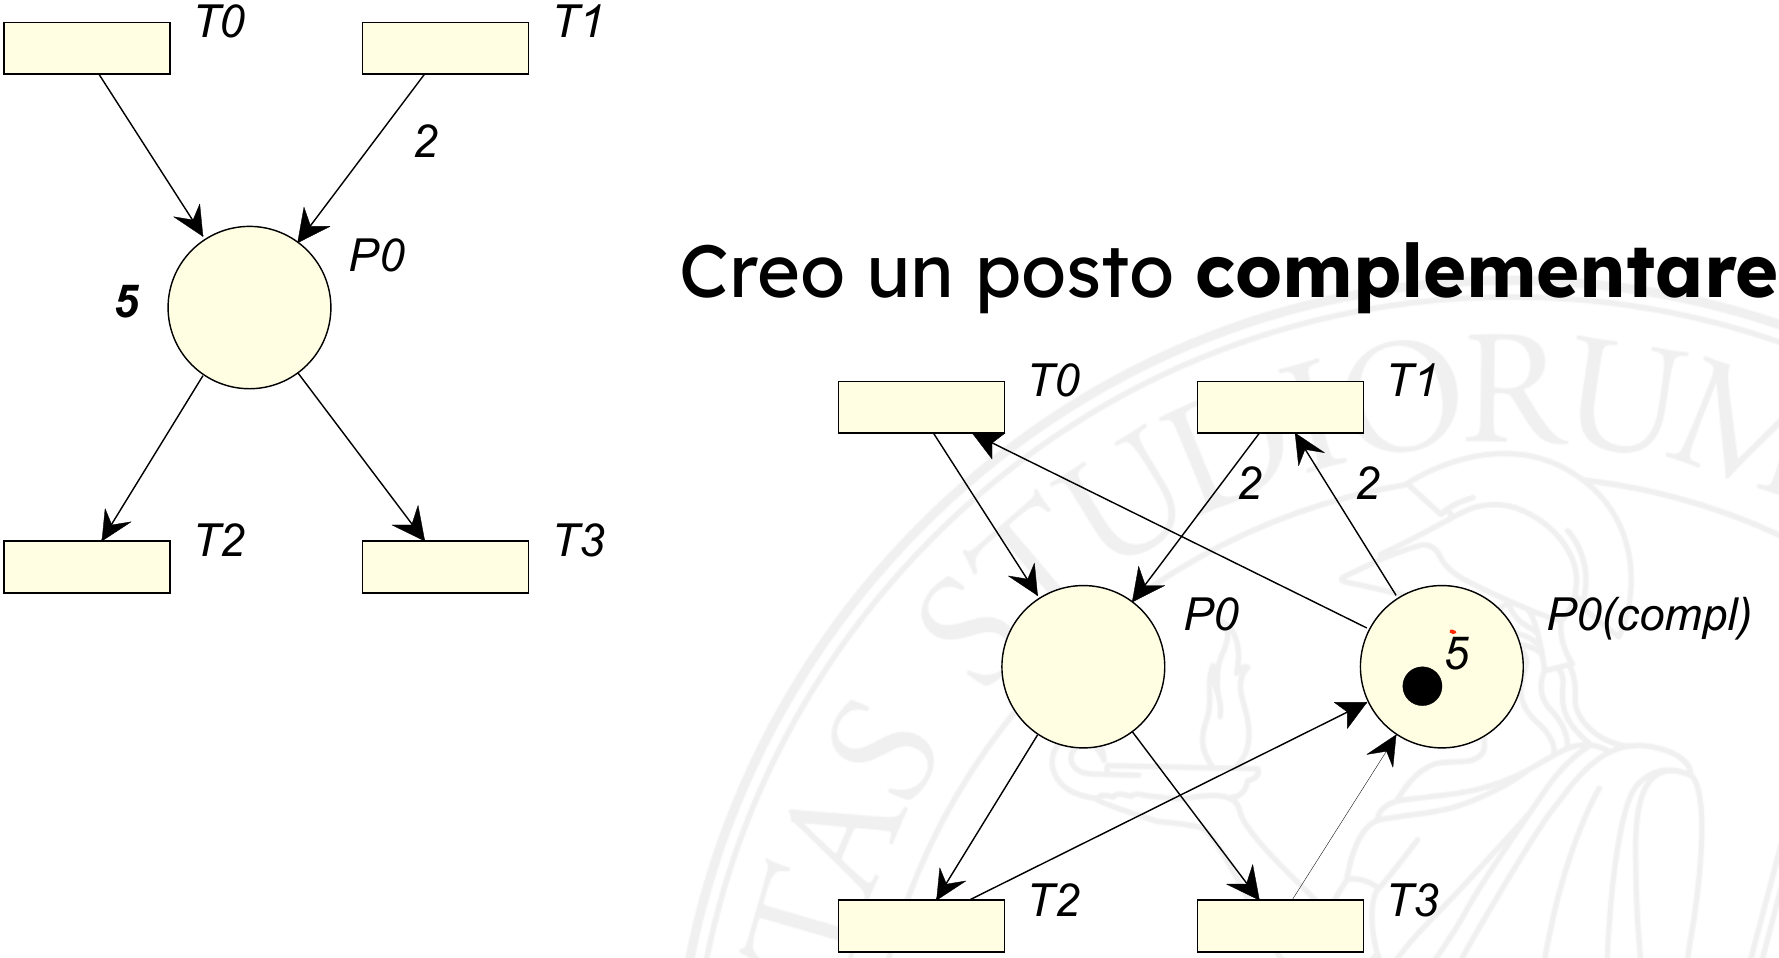 T0
T1
2
P0
5
T2
T3
Creo un posto complementare
T0
T1
2
2
P0
P0(compl)
5
T2
T3
TAS STUDIORUM